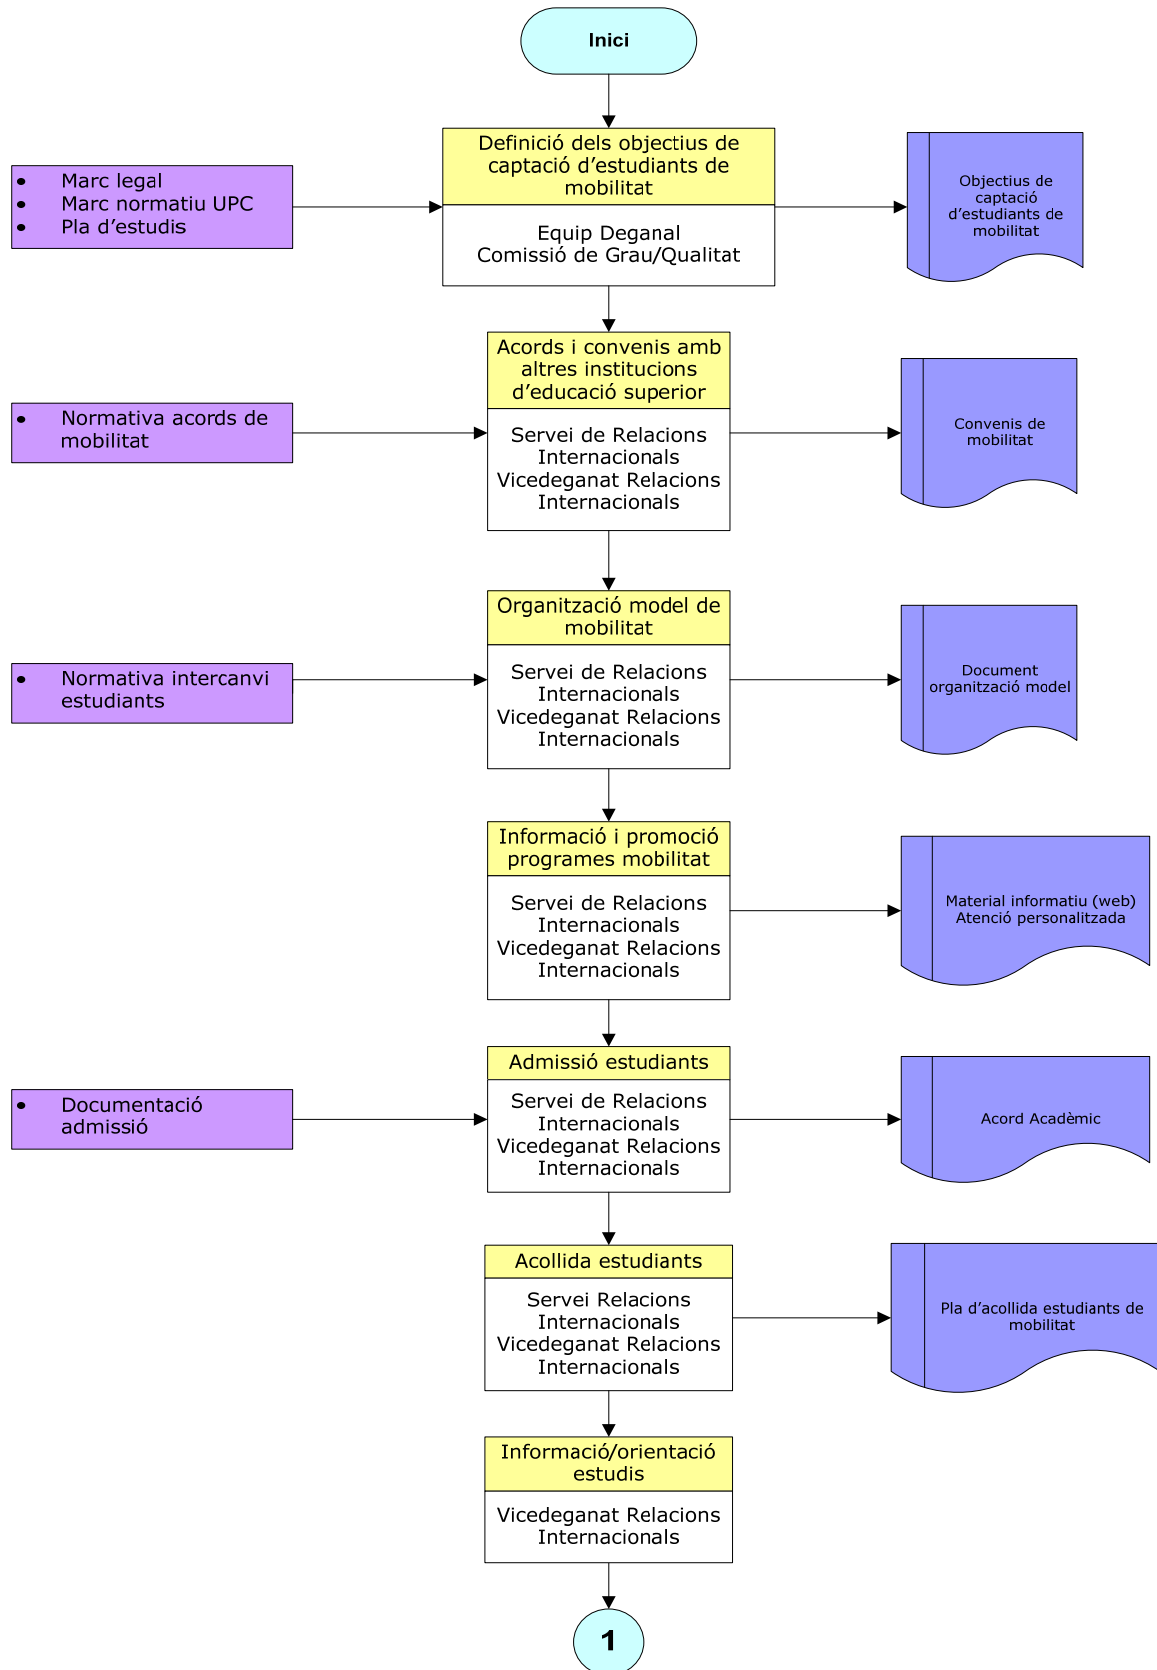 Inici
Definició dels objectius de
captació d'estudiants de
mobilitat
Equip Deganal
Comissió de Grau/Qualitat
• Marc legal
• Marc normatiu UPC
• Pla d'estudis
Objectius de
captació
d'estudiants de
mobilitat
Acords i convenis amb
altres institucions
d'educació superior
Servei de Relacions
Internacionals
Vicedeganat Relacions
Internacionals
• Normativa acords de
mobilitat
Convenis de
mobilitat
Organització model de
mobilitat
Servei de Relacions
Internacionals
Vicedeganat Relacions
Internacionals
• Normativa intercanvi
estudiants
Document
organització model
Informació i promoció
programes mobilitat
Servei de Relacions
Internacionals
Vicedeganat Relacions
Internacionals
Material informatiu (web)
Atenció personalitzada
Admissió estudiants
Servei de Relacions
Internacionals
Vicedeganat Relacions
Internacionals
• Documentació
admissió
Acord Acadèmic
Acollida estudiants
Servei Relacions
Internacionals
Vicedeganat Relacions
Internacionals
Pla d'acollida estudiants de
mobilitat
Informació/orientació
estudis
Vicedeganat Relacions
Internacionals
1